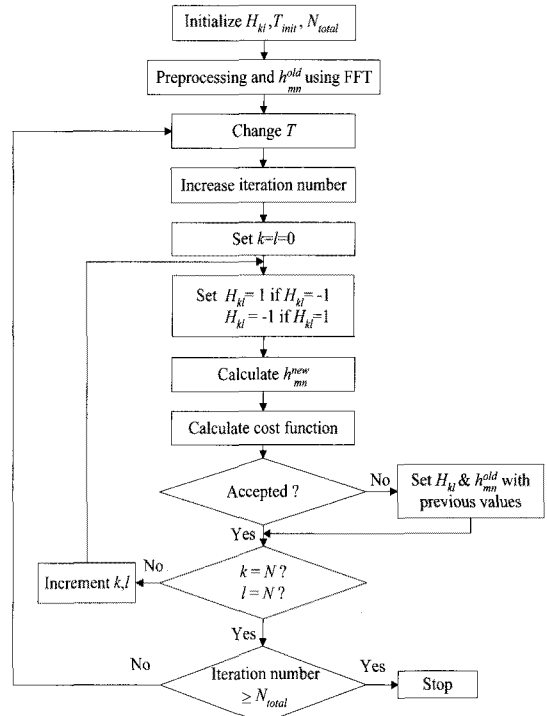 Initialize H_kl, T_init, N_total
Preprocessing and h_mn^old using FFT
Change T
Increase iteration number
Set k=l=0
Set H_kl = 1 if H_kl = -1
H_kl = -1 if H_kl = 1
Calculate h_mn^new
Calculate cost function
Accepted ?
No
Set H_kl & h_mn^old with
previous values
Yes
k = N ?
l = N ?
No
Increment k,l
Yes
Iteration number
≥ N_total
No
Yes
Stop